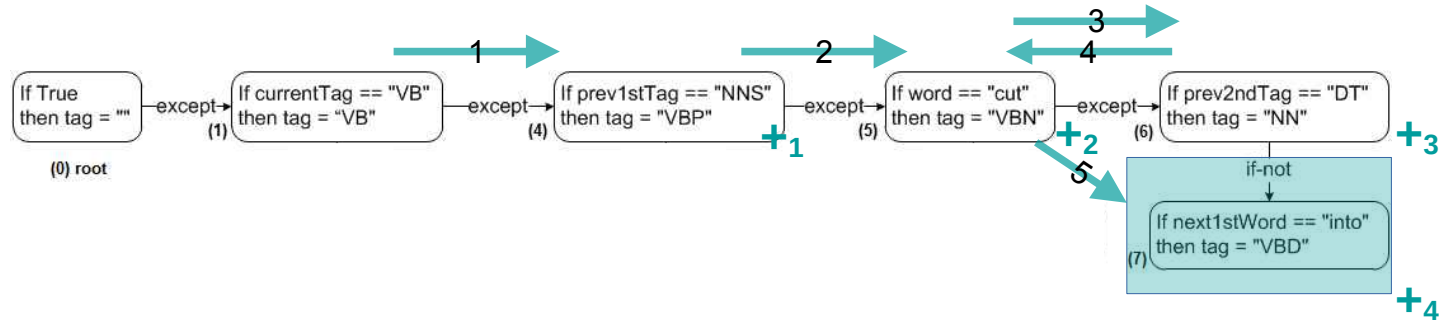 3
1
2
4
If True
then tag = ""
except
If currentTag == "VB"
then tag = "VB"
(1)
except
If prev1stTag == "NNS"
then tag = "VBP"
(4)
+1
except
If word == "cut"
then tag = "VBN"
(5)
+2
except
If prev2ndTag == "DT"
then tag = "NN"
(6)
+3
(0) root
5
if-not
If next1stWord == "into"
then tag = "VBD"
(7)
+4